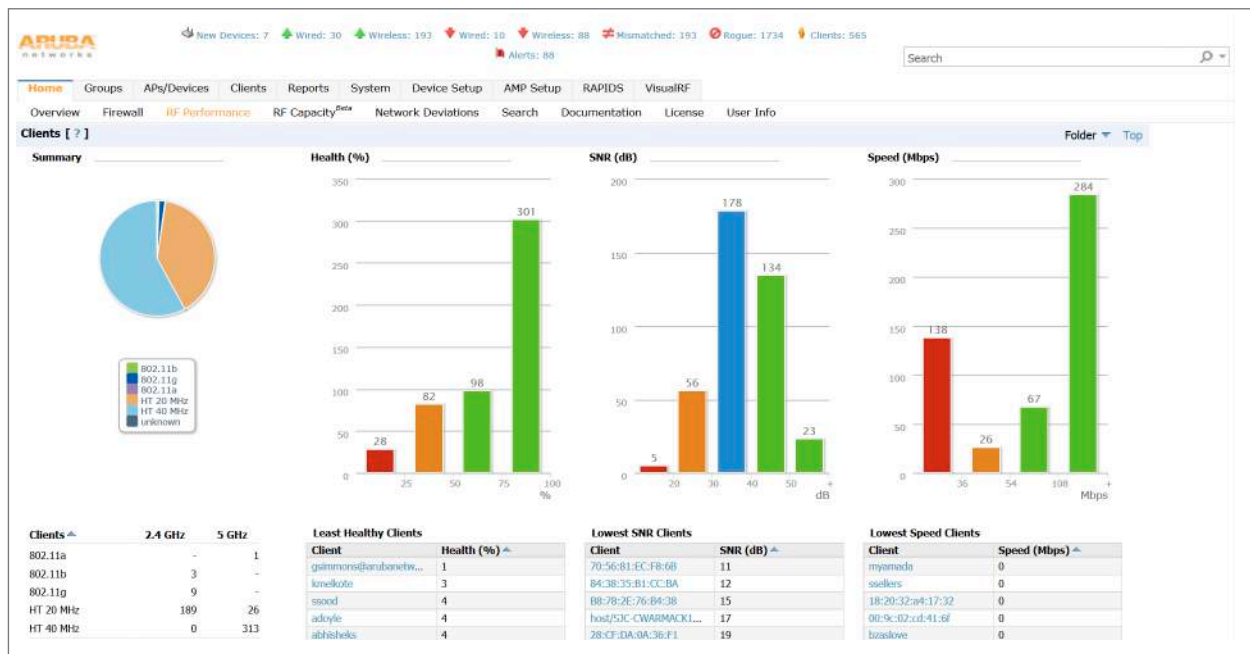 ARUBA
networks
New Devices: 7 Wired: 30 Wireless: 193 Wired: 10 Wireless: 88 Mismatched: 193 Rogue: 1734 Clients: 565
Alerts: 88
Search
Home Groups APs/Devices Clients Reports System Device Setup AMP Setup RAPIDS VisualRF
Overview Firewall RF Performance RF Capacity Beta Network Deviations Search Documentation License User Info
Clients [ ? ]
Folder Top
Summary
802.11b
802.11g
802.11a
HT 20 MHz
HT 40 MHz
unknown
Health (%)
350
300
250
200
150
100
50
0
28
82
98
301
25 50 75 100
%
SNR (dB)
200
150
100
50
0
5
56
178
134
23
20 30 40 50 +
dB
Speed (Mbps)
300
250
200
150
100
50
0
138
26
67
284
36 54 108 +
Mbps
Clients 2.4 GHz 5 GHz
802.11a - 1
802.11b 3 -
802.11g 9 -
HT 20 MHz 189 26
HT 40 MHz 0 313
Least Healthy Clients
Client Health (%)
gsimmons@arubanetw... 1
kmelkote 3
ssood 4
adoyle 4
abhisheks 4
Lowest SNR Clients
Client SNR (dB)
70:56:81:EC:F8:6B 11
84:38:35:B1:CC:BA 12
B8:78:2E:76:B4:38 15
host/SJC-CWARMACK1... 17
28:CF:DA:0A:36:F1 19
Lowest Speed Clients
Client Speed (Mbps)
myamada 0
ssellers 0
18:20:32:a4:17:32 0
00:9c:02:cd:41:6f 0
bzaslove 0